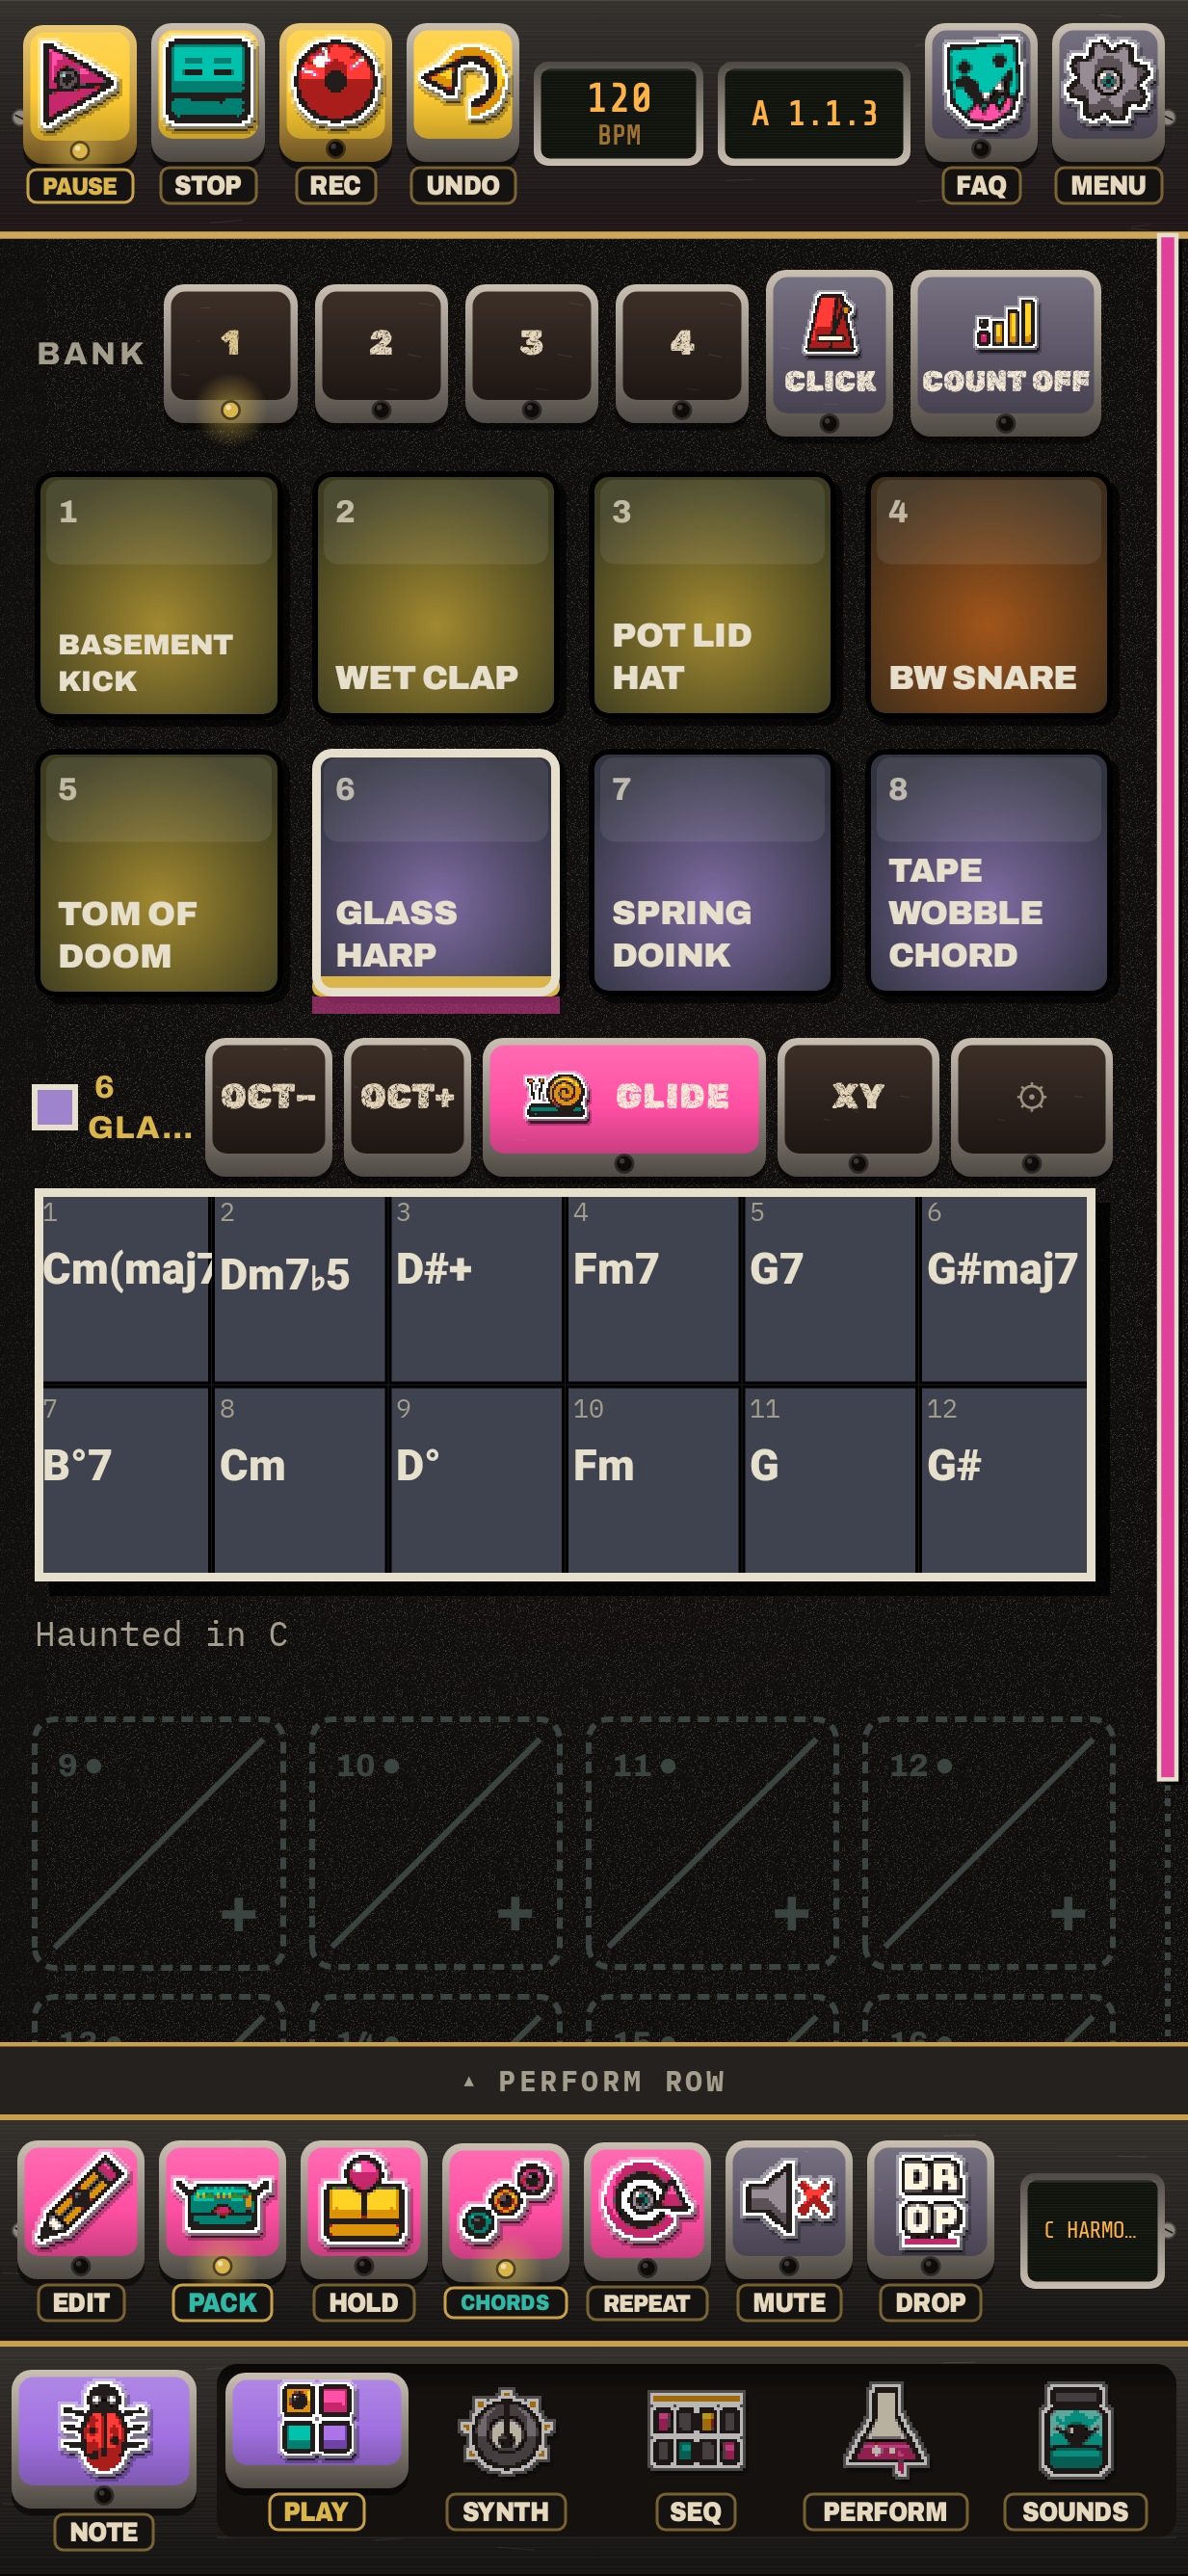 120
BPM
A 1.1.3
PAUSE
STOP
REC
UNDO
FAQ
MENU
BANK
1
2
3
4
CLICK
COUNT OFF
1
BASEMENT
KICK
2
WET CLAP
3
POT LID
HAT
4
BW SNARE
5
TOM OF
DOOM
6
GLASS
HARP
7
SPRING
DOINK
8
TAPE
WOBBLE
CHORD
6
GLA...
OCT-
OCT+
GLIDE
XY
1
Cm(maj7
2
Dm7♭5
3
D#+
4
Fm7
5
G7
6
G#maj7
7
B°7
8
Cm
9
D°
10
Fm
11
G
12
G#
Haunted in C
9
10
11
12
13
14
15
16
▲ PERFORM ROW
DR
OP
C HARMO…
EDIT
PACK
HOLD
CHORDS
REPEAT
MUTE
DROP
NOTE
PLAY
SYNTH
SEQ
PERFORM
SOUNDS